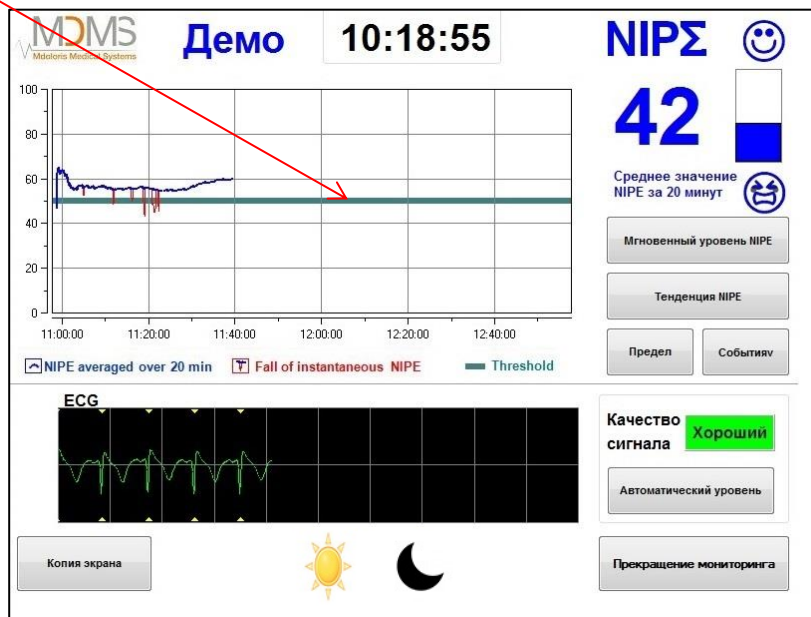 MDMS
Mdoloris Medical Systems
Демо
10:18:55
NIPΣ
42
Среднее значение
NIPE за 20 минут
Мгновенный уровень NIPE
Тенденция NIPE
Предел
Событияv
100
80
60
40
20
0
11:00:00 11:20:00 11:40:00 12:00:00 12:20:00 12:40:00
NIPE averaged over 20 min Fall of instantaneous NIPE Threshold
ECG
Качество
сигнала
Хороший
Автоматический уровень
Копия экрана
Прекращение мониторинга